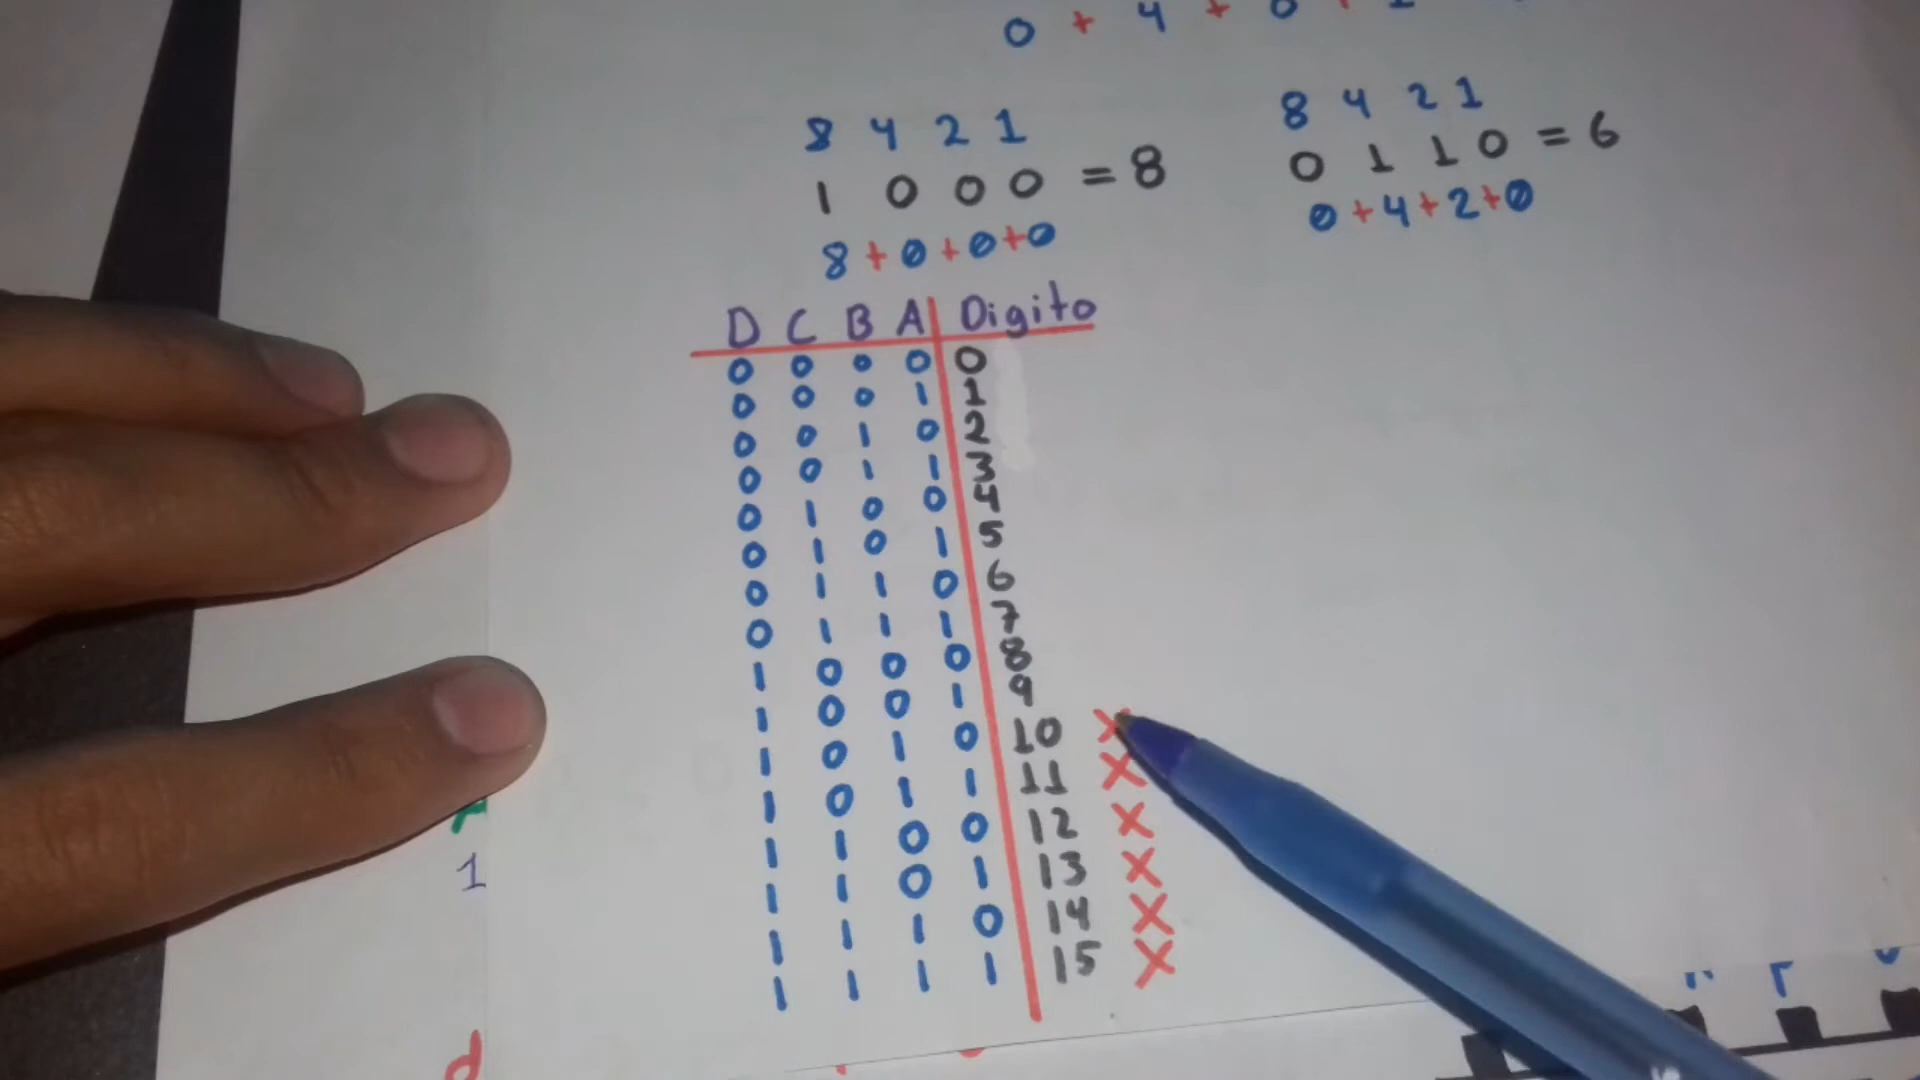 0 + 4 + 0 +
8 4 2 1
1 0 0 0 = 8
8 + 0 + 0 + 0
8 4 2 1
0 1 1 0 = 6
0 + 4 + 2 + 0
D C B A Digito
0 0 0 0 0
0 0 0 1 1
0 0 1 0 2
0 0 1 1 3
0 1 0 0 4
0 1 0 1 5
0 1 1 0 6
0 1 1 1 7
1 0 0 0 8
1 0 0 1 9
1 0 1 0 10 X
1 0 1 1 11 X
1 1 0 0 12 X
1 1 0 1 13 X
1 1 1 0 14 X
1 1 1 1 15 X
1